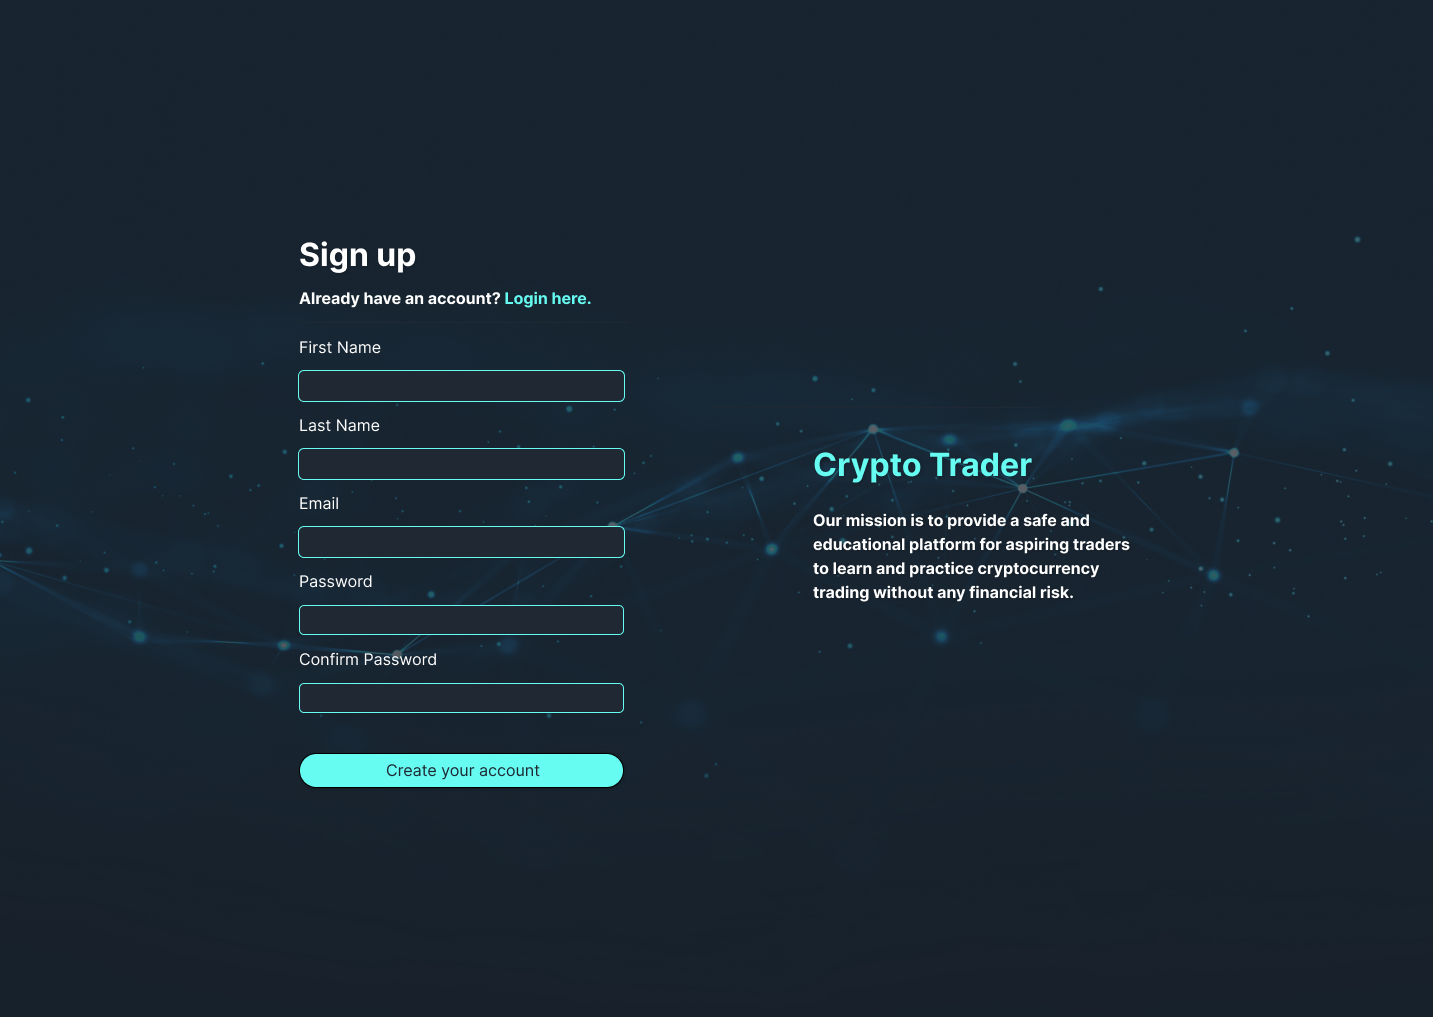 Sign up
Already have an account? Login here.
First Name
Last Name
Email
Password
Confirm Password
Create your account
Crypto Trader
Our mission is to provide a safe and
educational platform for aspiring traders
to learn and practice cryptocurrency
trading without any financial risk.